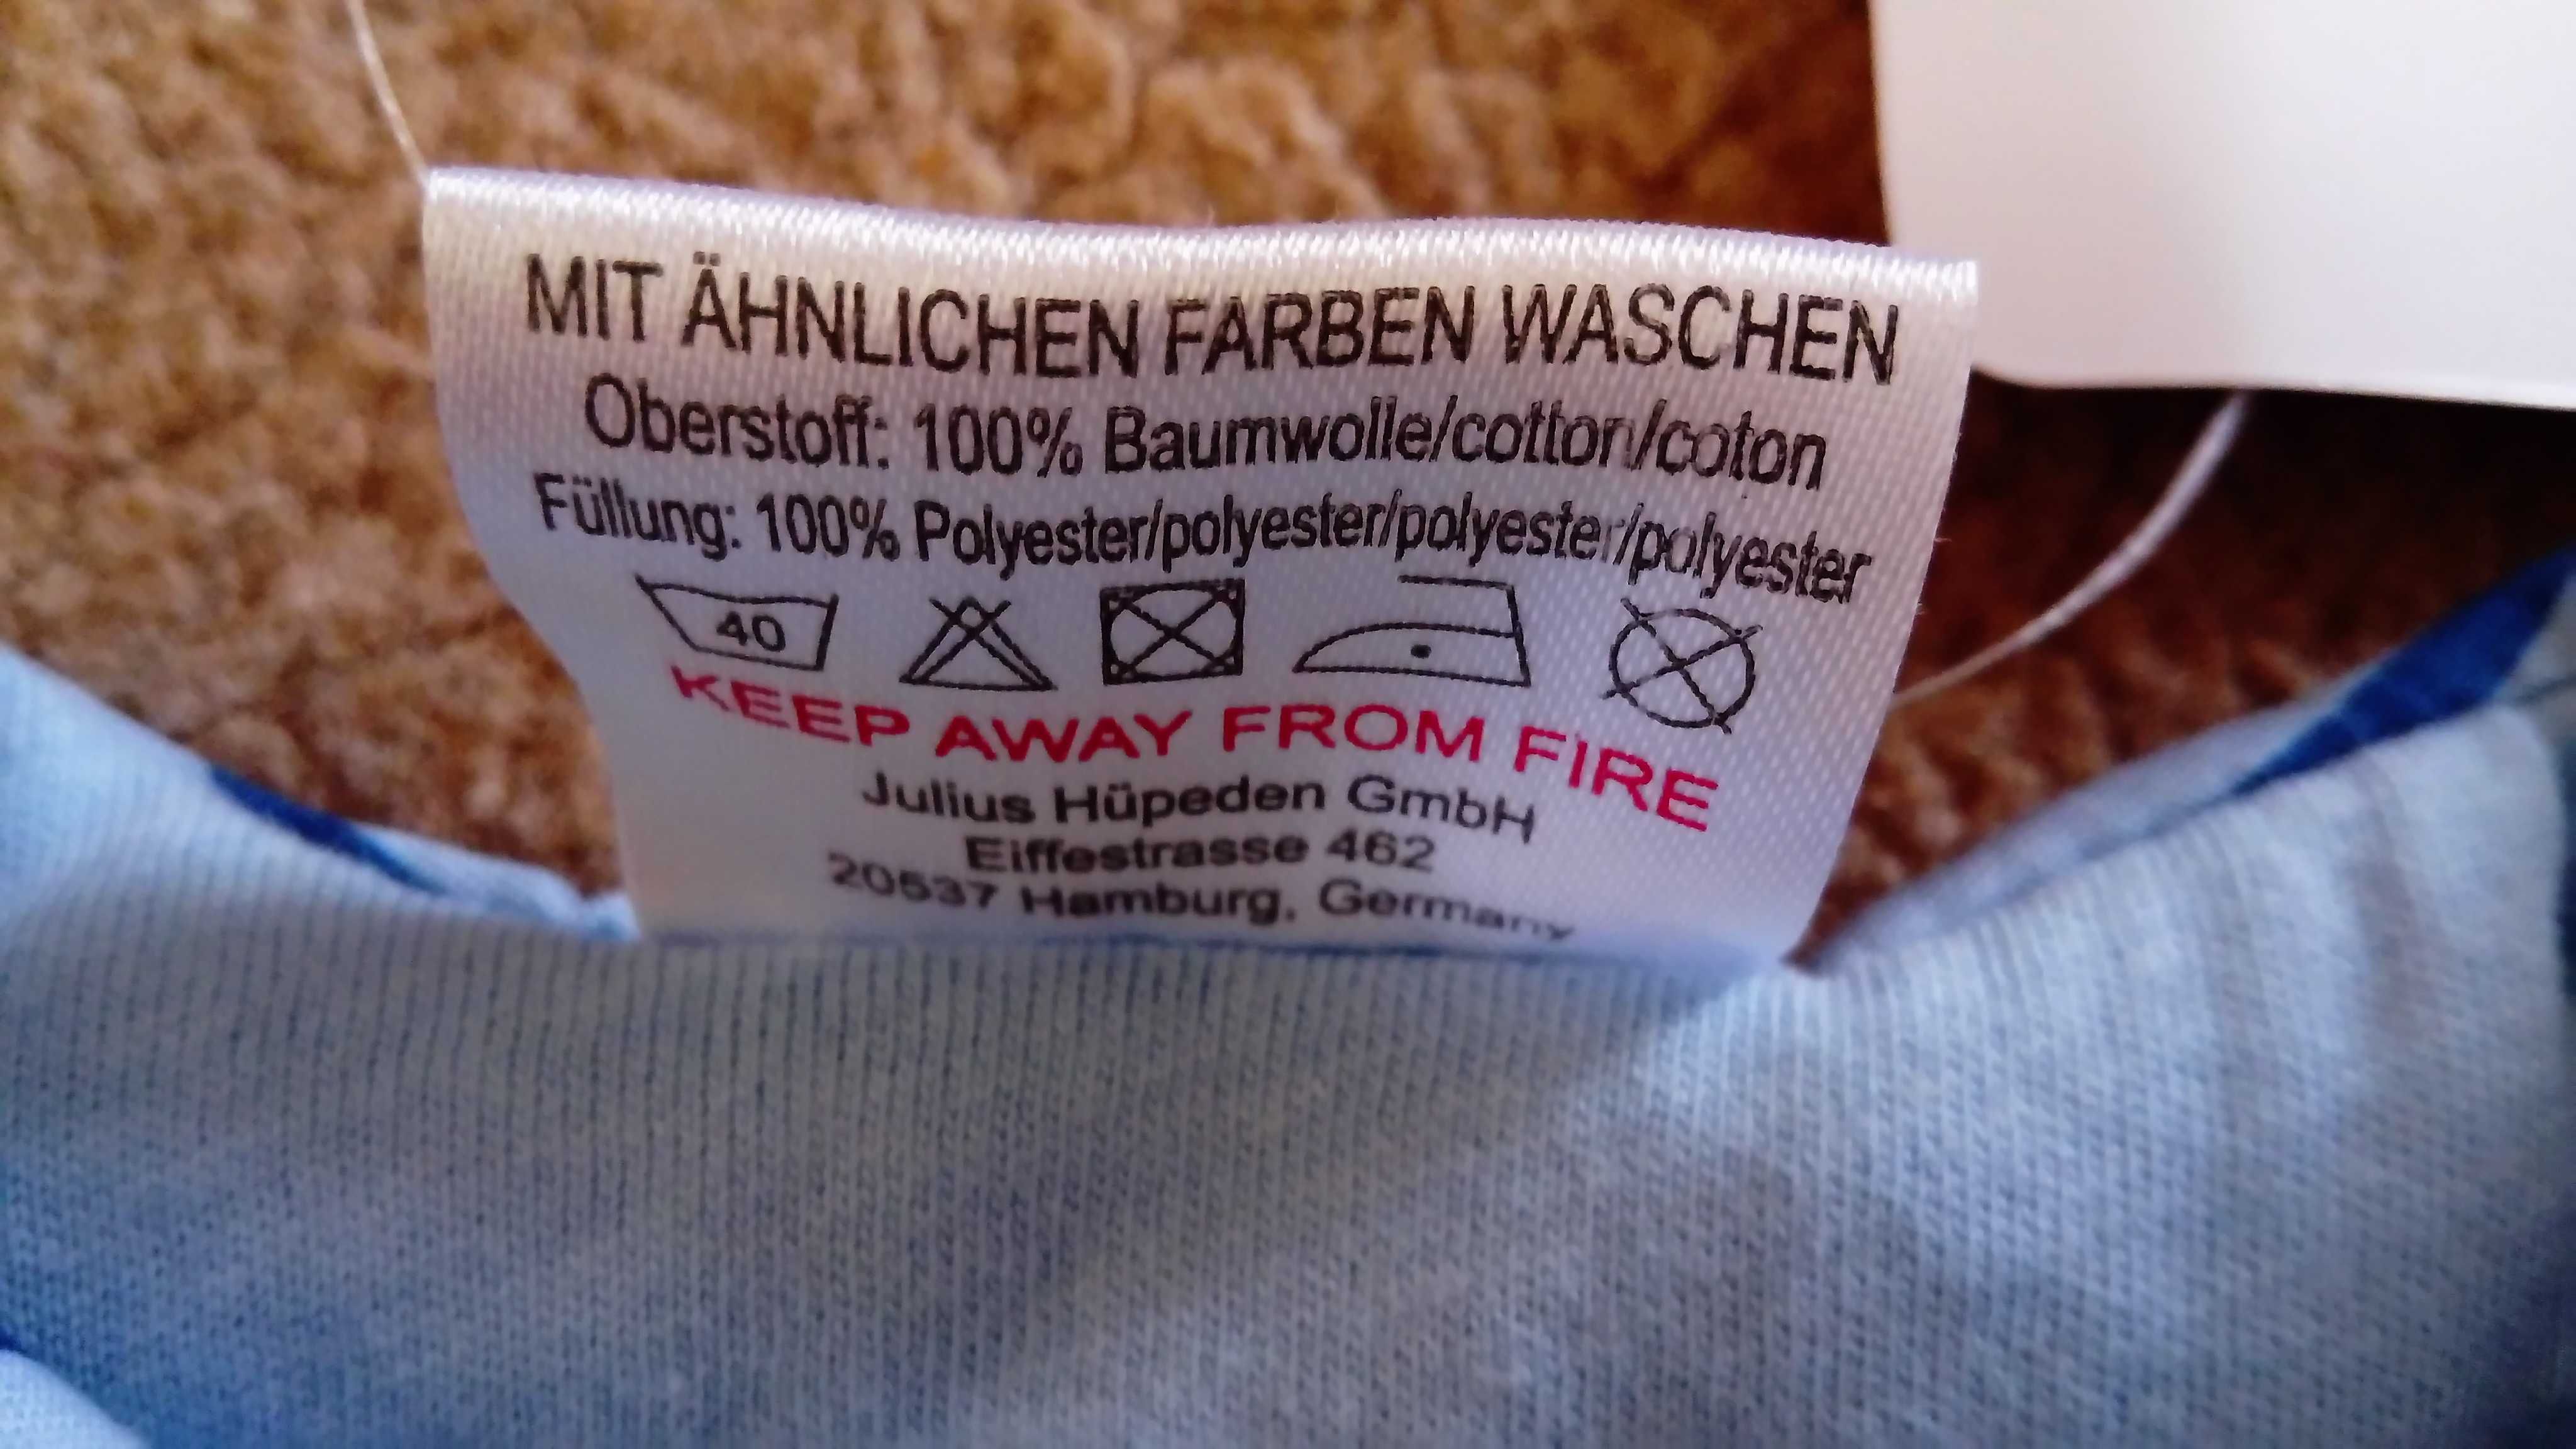 MIT ÄHNLICHEN FARBEN WASCHEN
Oberstoff: 100% Baumwolle/cotton/coton
Füllung: 100% Polyester/polyester/polyester/polyester
40
KEEP AWAY FROM FIRE
Julius Hüpeden GmbH
Eiffestrasse 462
20537 Hamburg, Germany